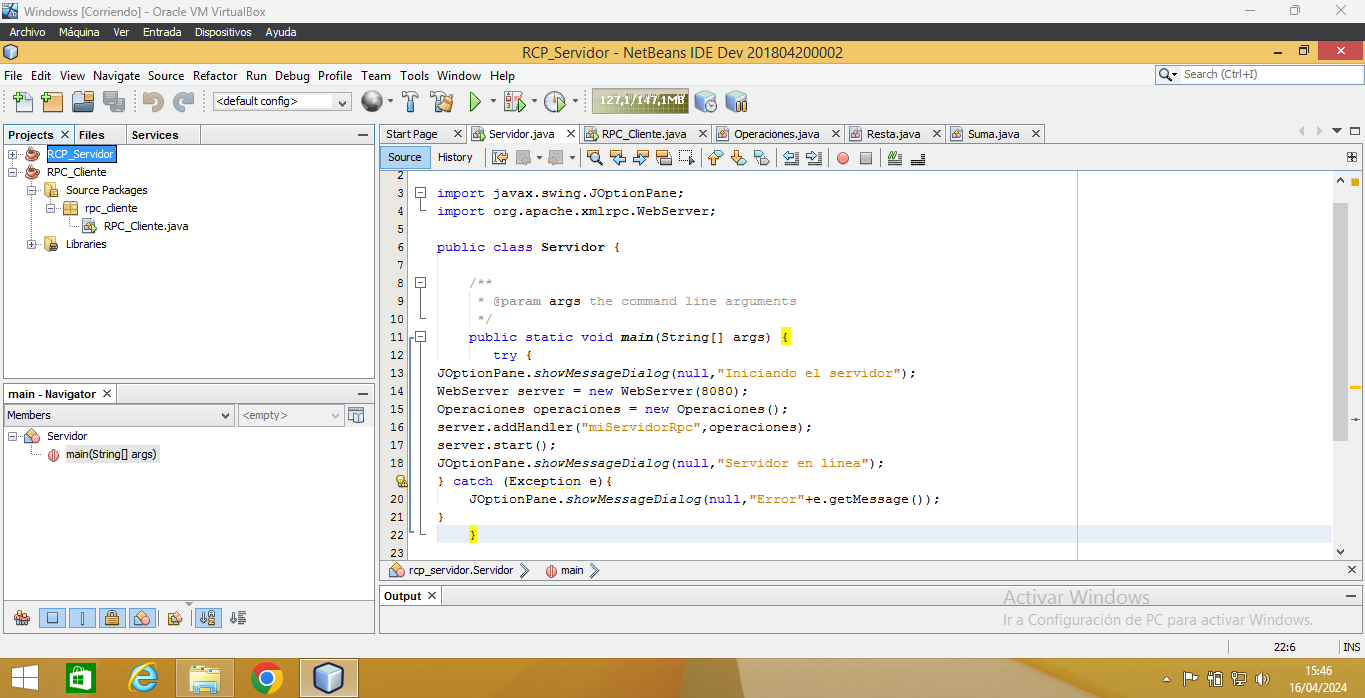 Windowss [Corriendo] - Oracle VM VirtualBox
Archivo Máquina Ver Entrada Dispositivos Ayuda
RCP_Servidor - NetBeans IDE Dev 201804200002
File Edit View Navigate Source Refactor Run Debug Profile Team Tools Window Help
Search (Ctrl+I)
<default config>
127,1/147,1MB
Projects Files Services
RCP_Servidor
RPC_Cliente
Source Packages
rpc_cliente
RPC_Cliente.java
Libraries
main - Navigator
Members <empty>
Servidor
main(String[] args)
Start Page Servidor.java RPC_Cliente.java Operaciones.java Resta.java Suma.java
Source History
2
3 import javax.swing.JOptionPane;
4 import org.apache.xmlrpc.WebServer;
5
6 public class Servidor {
7
8 /**
9 * @param args the command line arguments
10 */
11 public static void main(String[] args) {
12 try {
13 JOptionPane.showMessageDialog(null,"Iniciando el servidor");
14 WebServer server = new WebServer(8080);
15 Operaciones operaciones = new Operaciones();
16 server.addHandler("miServidorRpc",operaciones);
17 server.start();
18 JOptionPane.showMessageDialog(null,"Servidor en línea");
} catch (Exception e){
20 JOptionPane.showMessageDialog(null,"Error"+e.getMessage());
21 }
22 }
23
rcp_servidor.Servidor main
Output
Activar Windows
Ir a Configuración de PC para activar Windows.
22:6 INS
15:46
16/04/2024